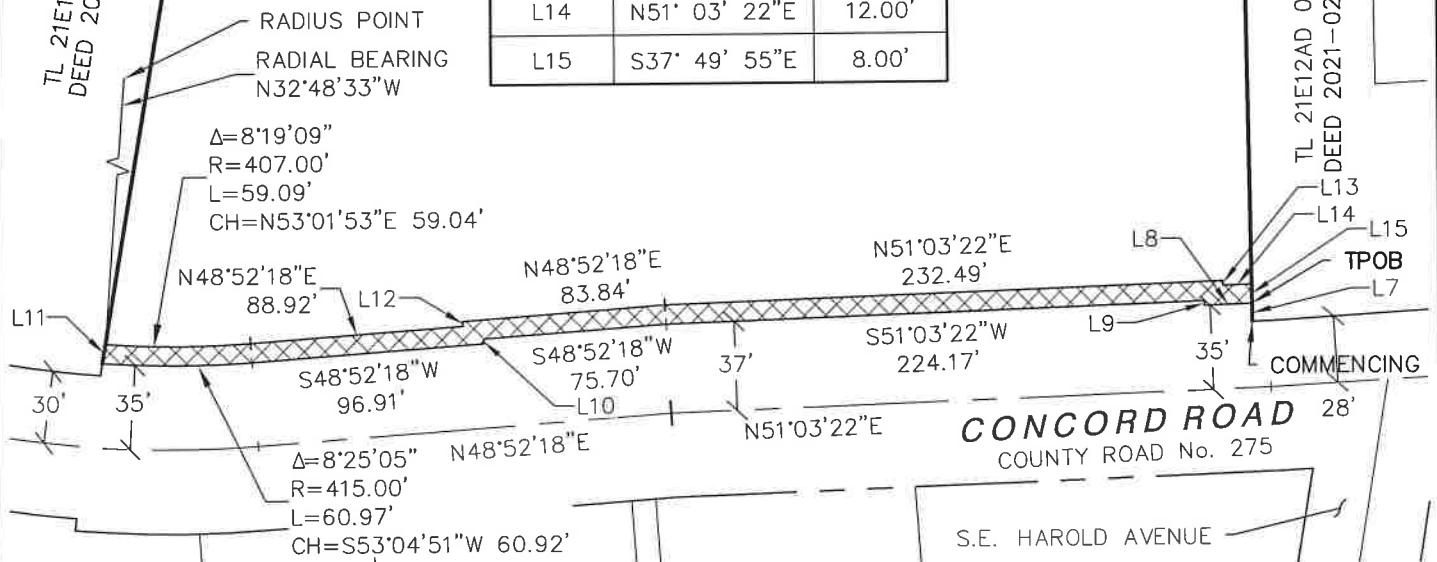 TL 21E1
DEED 20
RADIUS POINT
RADIAL BEARING
N32°48'33"W
L14 N51° 03' 22"E 12.00'
L15 S37° 49' 55"E 8.00'
TL 21E12AD 0
DEED 2021-02
Δ=8°19'09"
R=407.00'
L=59.09'
CH=N53°01'53"E 59.04'
L13
L14
L15
TPOB
L7
L8
N51°03'22"E
232.49'
N48°52'18"E
83.84'
N48°52'18"E
88.92'
L12
L11
L9
S51°03'22"W
224.17'
S48°52'18"W
75.70'
S48°52'18"W
96.91'
L10
37'
35'
COMMENCING
28'
30'
35'
N51°03'22"E
N48°52'18"E
CONCORD ROAD
COUNTY ROAD No. 275
Δ=8°25'05"
R=415.00'
L=60.97'
CH=S53°04'51"W 60.92'
S.E. HAROLD AVENUE